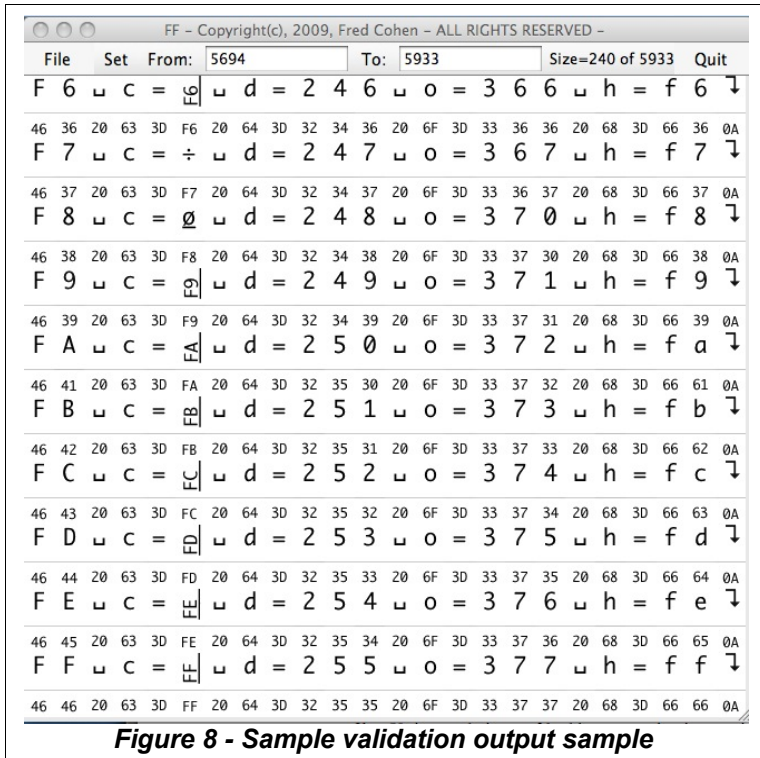 FF – Copyright(c), 2009, Fred Cohen – ALL RIGHTS RESERVED –
File Set From: 5694 To: 5933 Size=240 of 5933 Quit
F 6 ␣ c = F6 ␣ d = 2 4 6 ␣ o = 3 6 6 ␣ h = f 6 ↴
46 36 20 63 3D F6 20 64 3D 32 34 36 20 6F 3D 33 36 36 20 68 3D 66 36 0A
F 7 ␣ c = ÷ ␣ d = 2 4 7 ␣ o = 3 6 7 ␣ h = f 7 ↴
46 37 20 63 3D F7 20 64 3D 32 34 37 20 6F 3D 33 36 37 20 68 3D 66 37 0A
F 8 ␣ c = ø ␣ d = 2 4 8 ␣ o = 3 7 0 ␣ h = f 8 ↴
46 38 20 63 3D F8 20 64 3D 32 34 38 20 6F 3D 33 37 30 20 68 3D 66 38 0A
F 9 ␣ c = F9 ␣ d = 2 4 9 ␣ o = 3 7 1 ␣ h = f 9 ↴
46 39 20 63 3D F9 20 64 3D 32 34 39 20 6F 3D 33 37 31 20 68 3D 66 39 0A
F A ␣ c = FA ␣ d = 2 5 0 ␣ o = 3 7 2 ␣ h = f a ↴
46 41 20 63 3D FA 20 64 3D 32 35 30 20 6F 3D 33 37 32 20 68 3D 66 61 0A
F B ␣ c = FB ␣ d = 2 5 1 ␣ o = 3 7 3 ␣ h = f b ↴
46 42 20 63 3D FB 20 64 3D 32 35 31 20 6F 3D 33 37 33 20 68 3D 66 62 0A
F C ␣ c = FC ␣ d = 2 5 2 ␣ o = 3 7 4 ␣ h = f c ↴
46 43 20 63 3D FC 20 64 3D 32 35 32 20 6F 3D 33 37 34 20 68 3D 66 63 0A
F D ␣ c = FD ␣ d = 2 5 3 ␣ o = 3 7 5 ␣ h = f d ↴
46 44 20 63 3D FD 20 64 3D 32 35 33 20 6F 3D 33 37 35 20 68 3D 66 64 0A
F E ␣ c = FE ␣ d = 2 5 4 ␣ o = 3 7 6 ␣ h = f e ↴
46 45 20 63 3D FE 20 64 3D 32 35 34 20 6F 3D 33 37 36 20 68 3D 66 65 0A
F F ␣ c = FF ␣ d = 2 5 5 ␣ o = 3 7 7 ␣ h = f f ↴
46 46 20 63 3D FF 20 64 3D 32 35 35 20 6F 3D 33 37 37 20 68 3D 66 66 0A
Figure 8 - Sample validation output sample